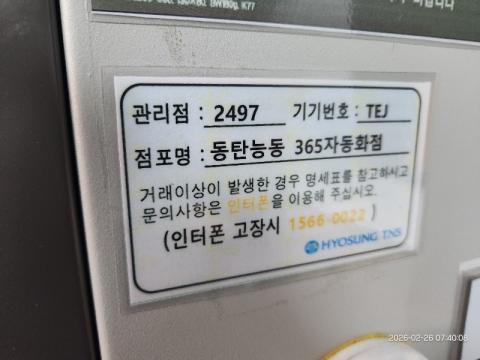 관리점 : 2497 기기번호 : TEJ
점포명 : 동탄능동 365자동화점
거래이상이 발생한 경우 명세표를 참고하시고
문의사항은 인터폰을 이용해 주십시오.
(인터폰 고장시 1566-0022 )
HYOSUNG TNS
2026-02-26 07:40:08